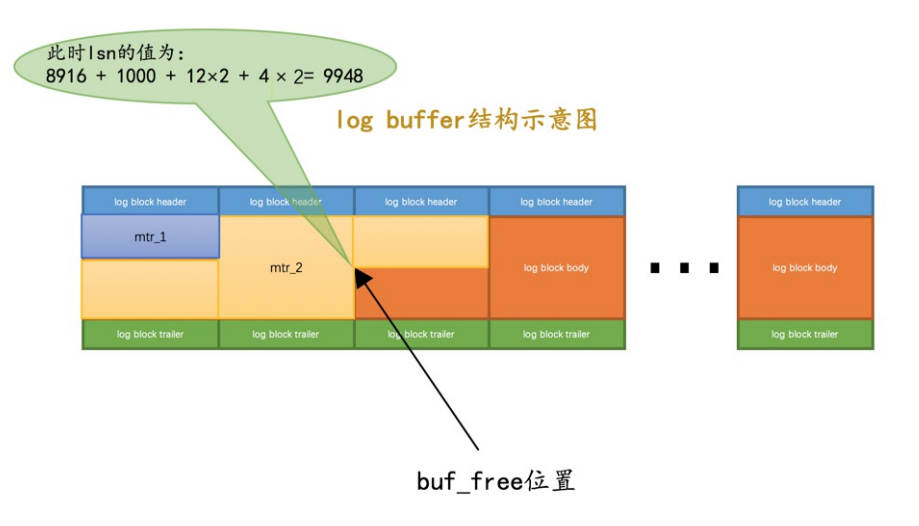 此时lsn的值为:
8916 + 1000 + 12×2 + 4 × 2= 9948
log buffer结构示意图
log block header log block header log block header log block header log block header
mtr_1
mtr_2 log block body log block body
log block trailer log block trailer log block trailer log block trailer log block trailer
buf_free位置